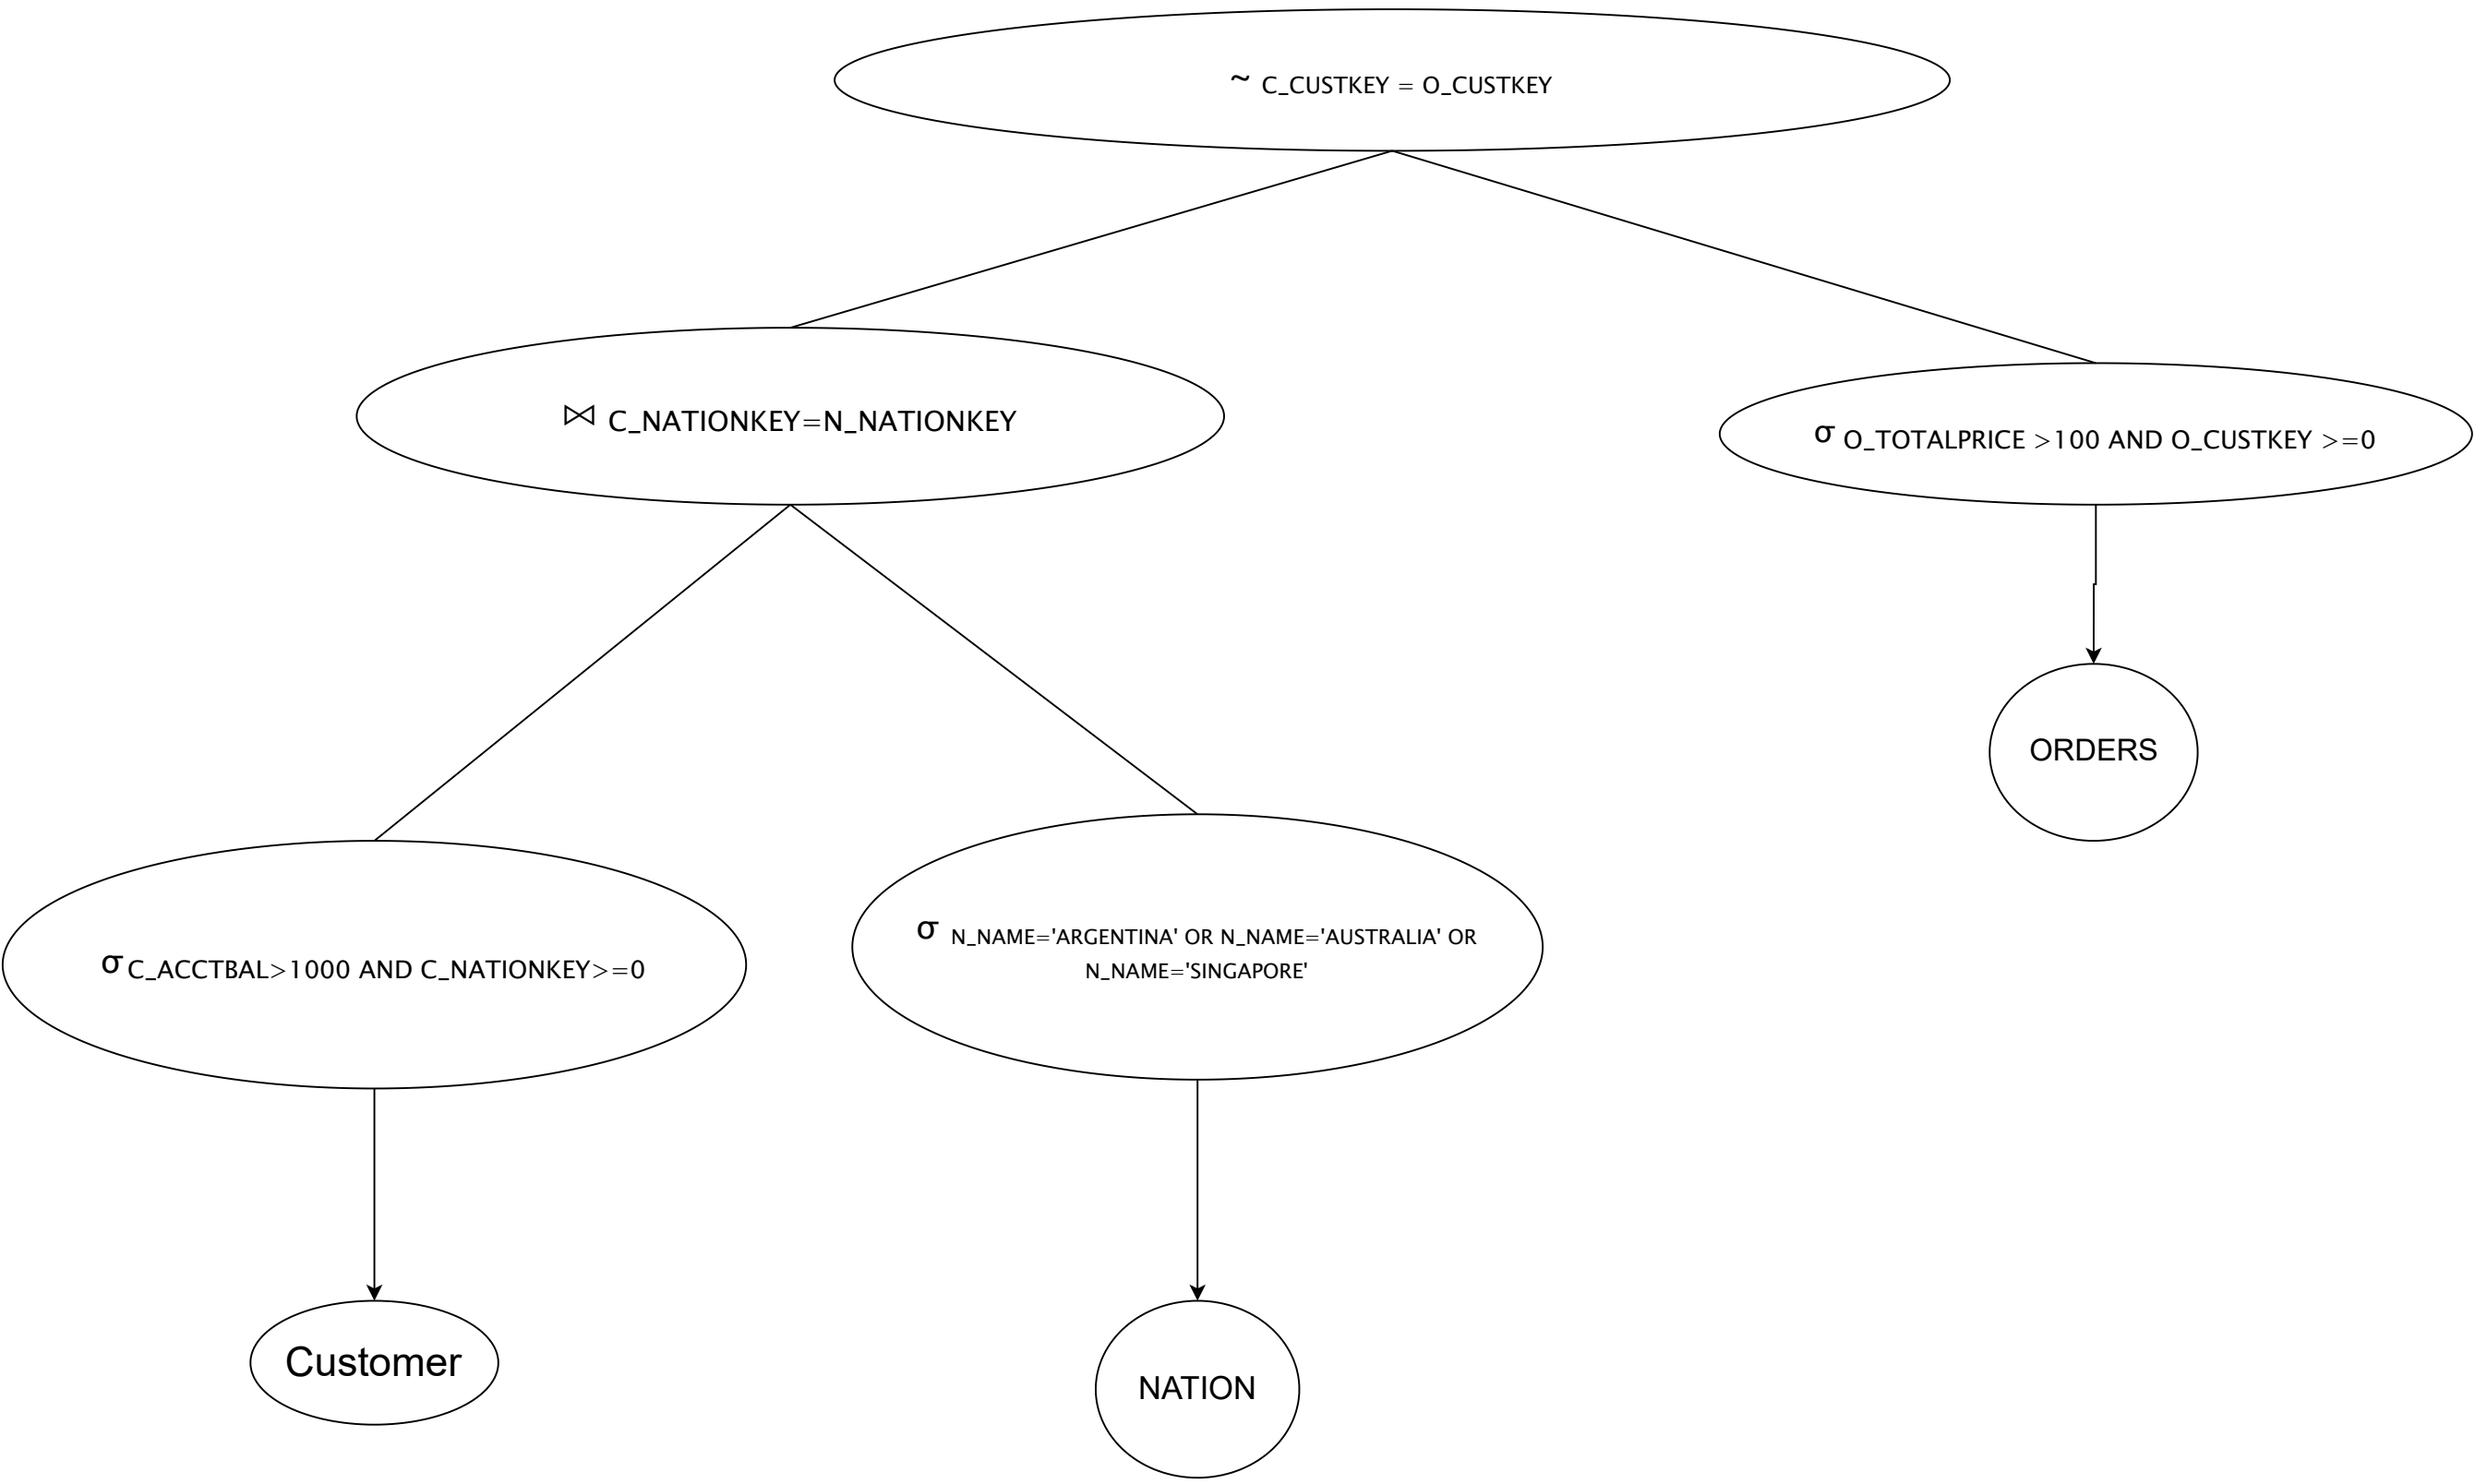 ~ C_CUSTKEY = O_CUSTKEY
⋈ C_NATIONKEY=N_NATIONKEY
σ O_TOTALPRICE >100 AND O_CUSTKEY >=0
ORDERS
σ C_ACCTBAL>1000 AND C_NATIONKEY>=0
σ N_NAME='ARGENTINA' OR N_NAME='AUSTRALIA' OR
N_NAME='SINGAPORE'
Customer
NATION